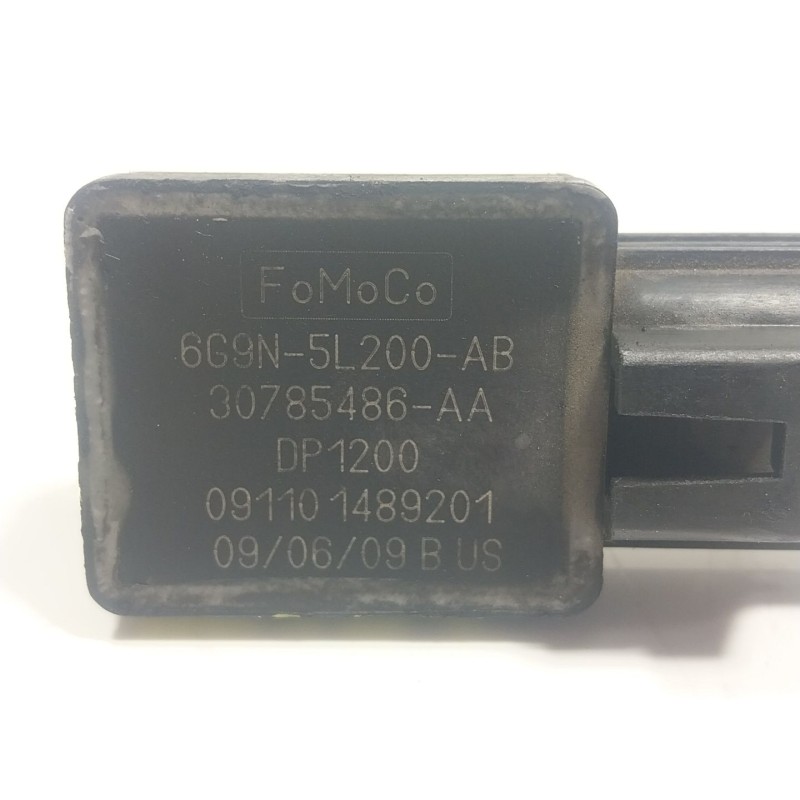 FoMoCo
6G9N-5L200-AB
30785486-AA
DP1200
09110 1489201
09/06/09 B US